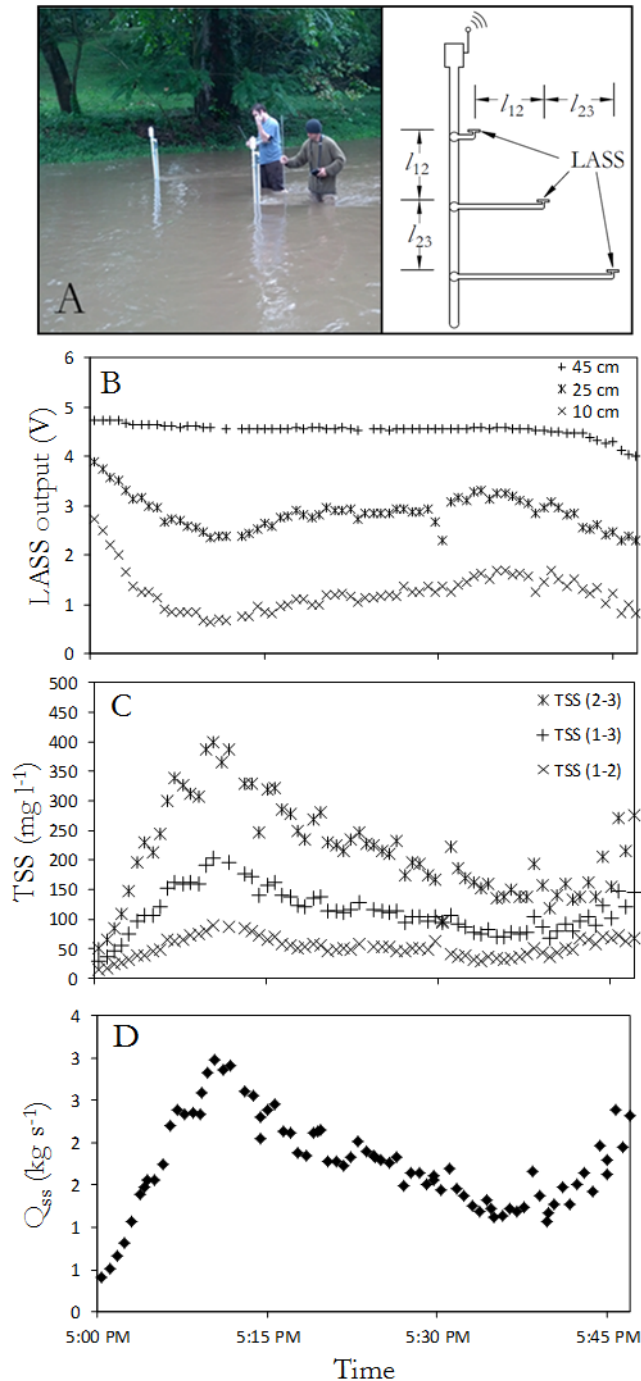 A
l12
l23
l12
LASS
l23
B
+ 45 cm
ж 25 cm
× 10 cm
LASS output (V)
6
5
4
3
2
1
0
C
ж TSS (2-3)
+ TSS (1-3)
× TSS (1-2)
TSS (mg l-1)
500
450
400
350
300
250
200
150
100
50
0
D
Qss (kg s-1)
4
3
3
2
2
1
1
0
5:00 PM 5:15 PM 5:30 PM 5:45 PM
Time